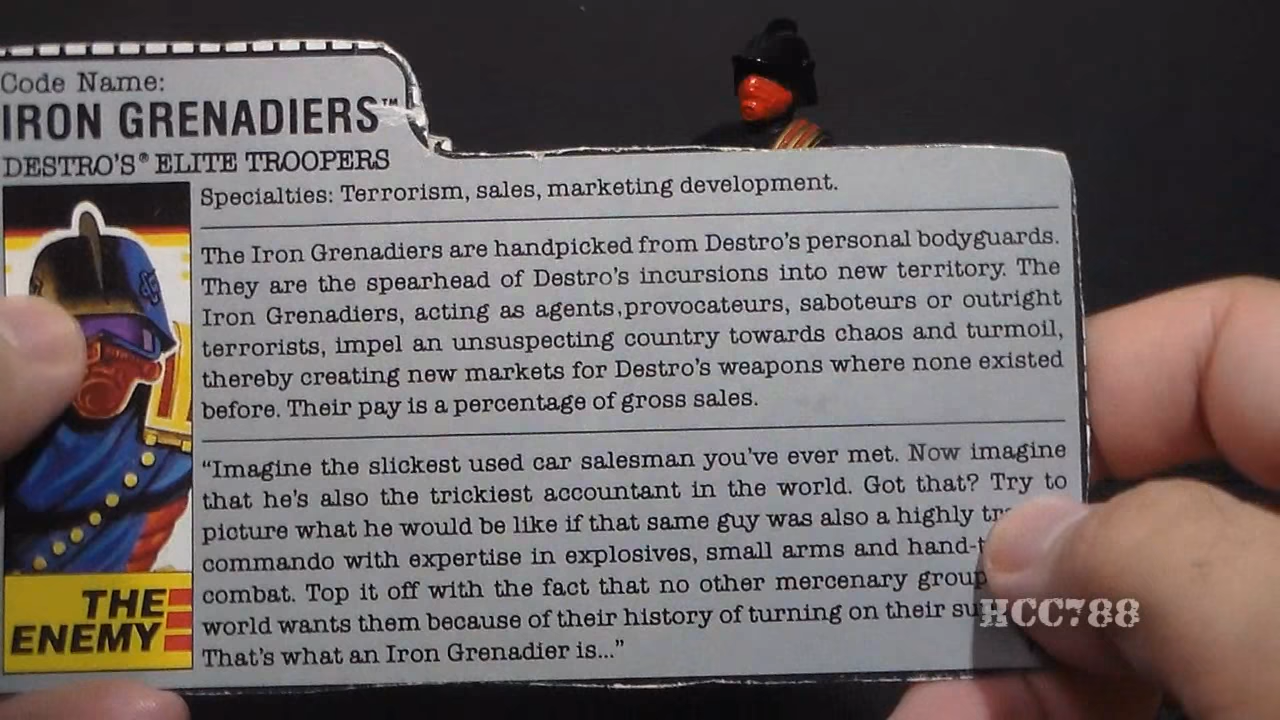 Code Name:
IRON GRENADIERS™
DESTRO'S® ELITE TROOPERS
Specialties: Terrorism, sales, marketing development.
The Iron Grenadiers are handpicked from Destro's personal bodyguards.
They are the spearhead of Destro's incursions into new territory. The
Iron Grenadiers, acting as agents,provocateurs, saboteurs or outright
terrorists, impel an unsuspecting country towards chaos and turmoil,
thereby creating new markets for Destro's weapons where none existed
before. Their pay is a percentage of gross sales.
"Imagine the slickest used car salesman you've ever met. Now imagine
that he's also the trickiest accountant in the world. Got that? Try to
picture what he would be like if that same guy was also a highly
commando with expertise in explosives, small arms and
combat. Top it off with the fact that no other mercenary group
world wants them because of their history of turning on their
That's what an Iron Grenadier is..."
THE
ENEMY
HCC788